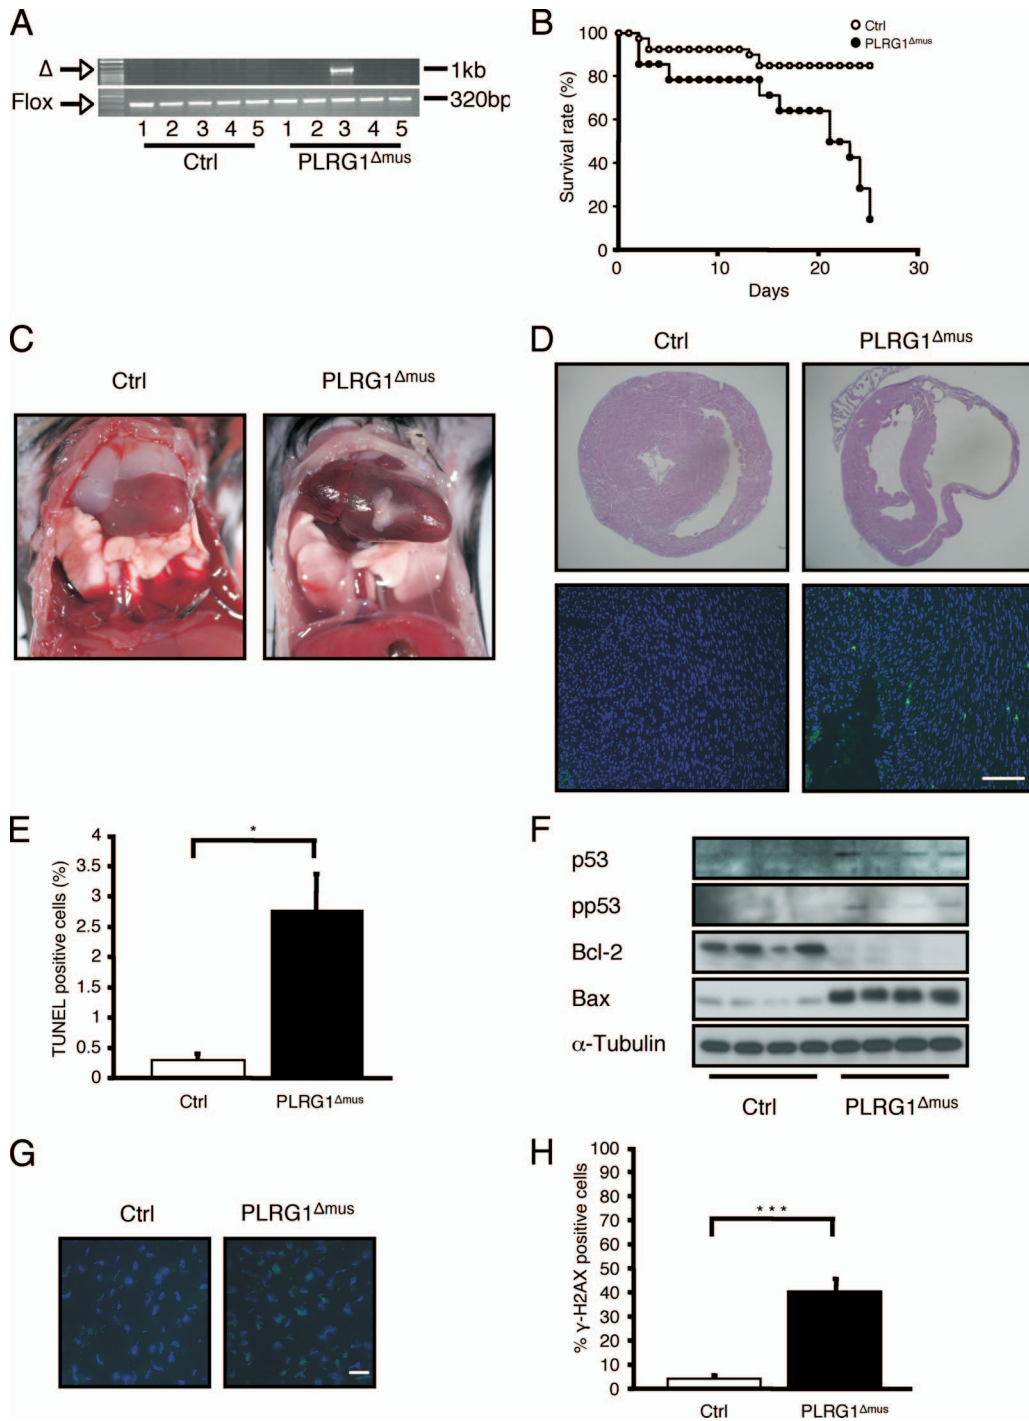 A
Δ
1kb
Flox
320bp
1 2 3 4 5 1 2 3 4 5
Ctrl PLRG1Δmus
B
Ctrl
PLRG1Δmus
Survival rate (%)
100
80
60
40
20
0
0 10 20 30
Days
C
Ctrl PLRG1Δmus
D
Ctrl PLRG1Δmus
E
TUNEL positive cells (%)
4
3.5
3
2.5
2
1.5
1
0.5
0
*
Ctrl PLRG1Δmus
F
p53
pp53
Bcl-2
Bax
α-Tubulin
Ctrl PLRG1Δmus
G
Ctrl PLRG1Δmus
H
% γ-H2AX positive cells
100
90
80
70
60
50
40
30
20
10
0
* * *
Ctrl PLRG1Δmus